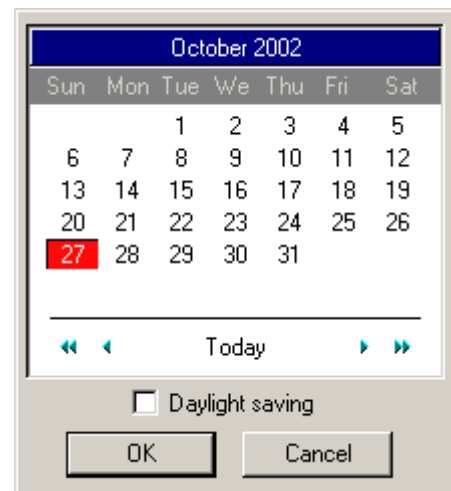 October 2002
Sun Mon Tue We Thu Fri Sat
1 2 3 4 5
6 7 8 9 10 11 12
13 14 15 16 17 18 19
20 21 22 23 24 25 26
27 28 29 30 31
Today
Daylight saving
OK Cancel